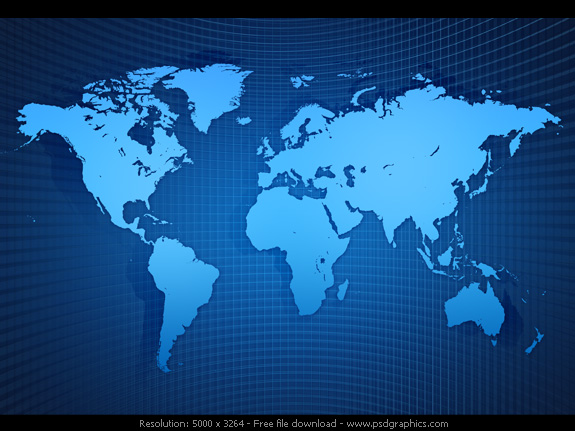 Resolution: 5000 x 3264 - Free file download - www.psdgraphics.com